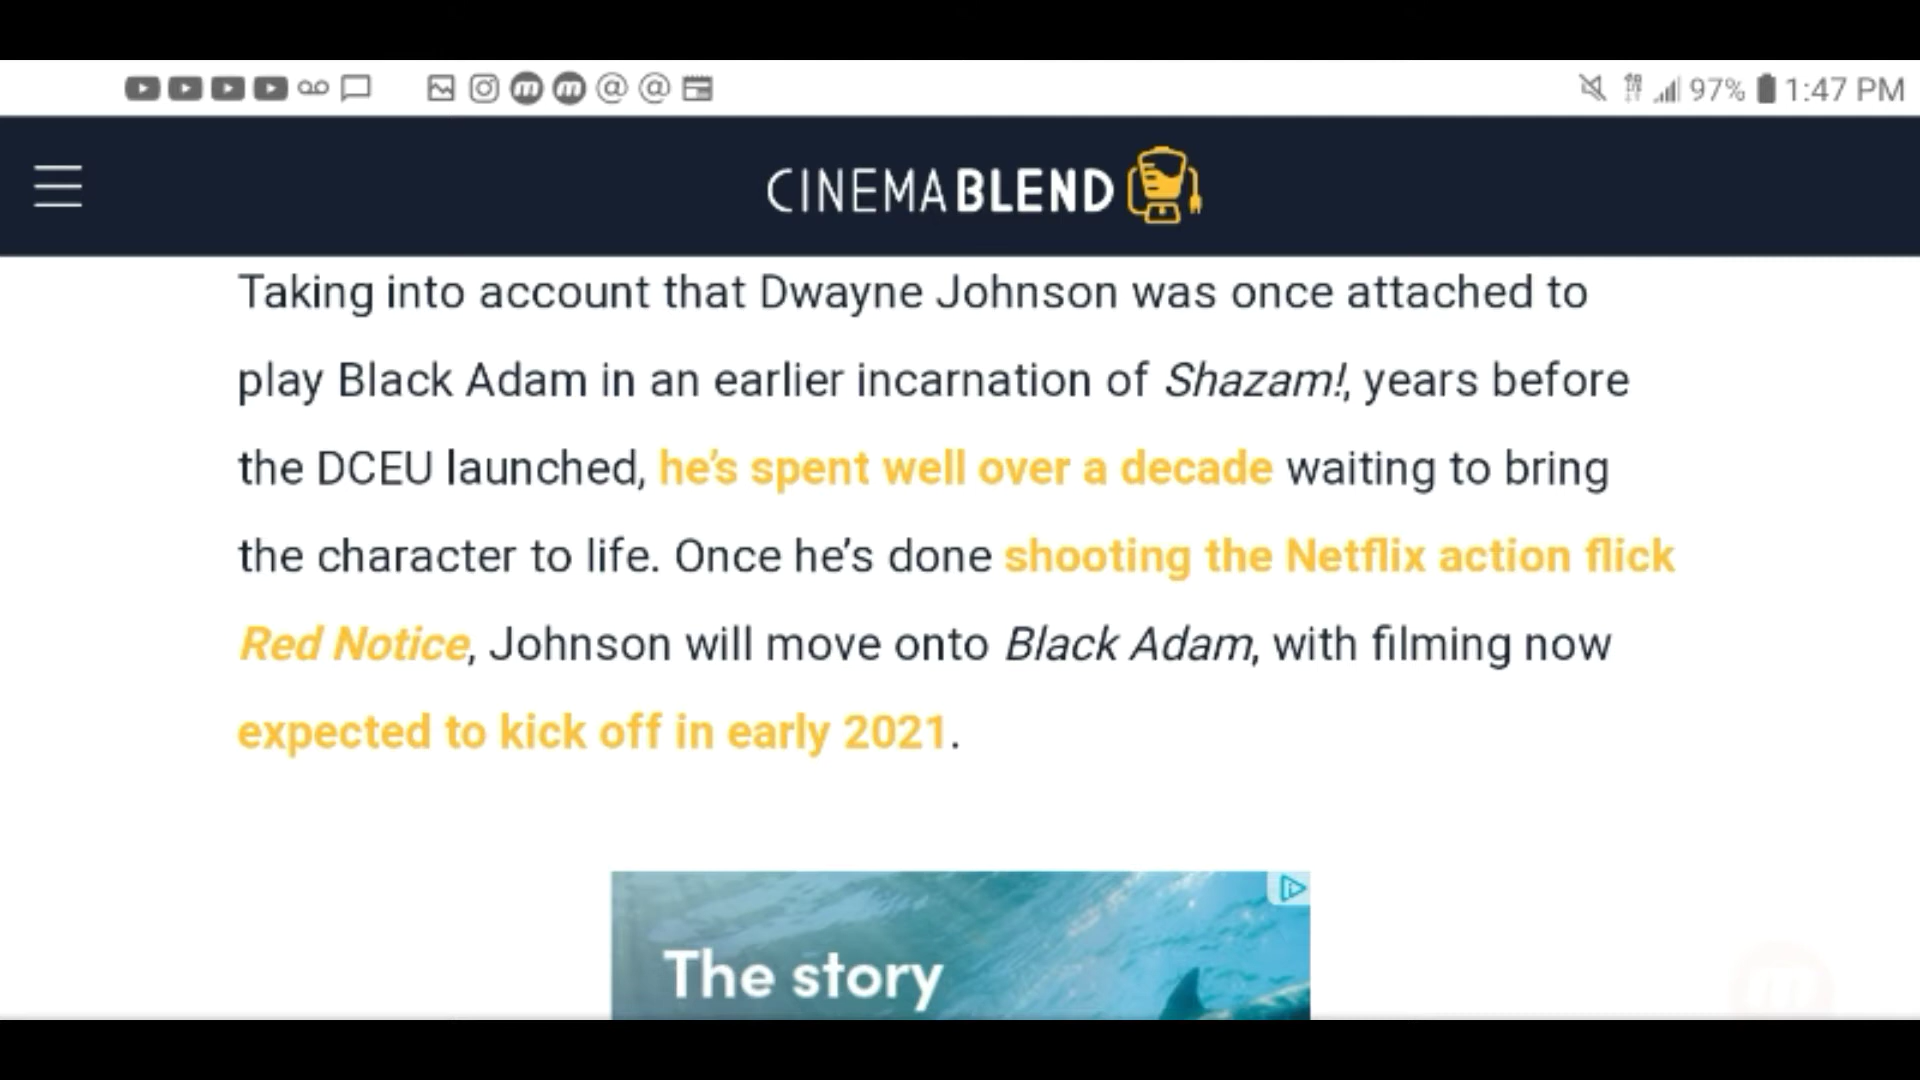 97% 1:47 PM
CINEMABLEND
Taking into account that Dwayne Johnson was once attached to
play Black Adam in an earlier incarnation of Shazam!, years before
the DCEU launched, he's spent well over a decade waiting to bring
the character to life. Once he's done shooting the Netflix action flick
Red Notice, Johnson will move onto Black Adam, with filming now
expected to kick off in early 2021.
The story